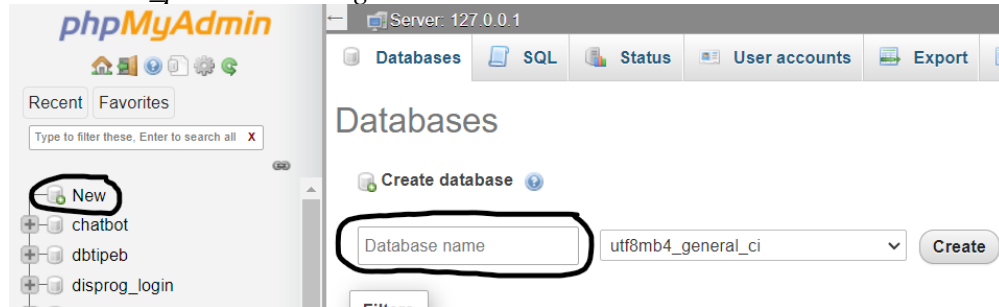 phpMyAdmin
Recent Favorites
Type to filter these, Enter to search all X
New
chatbot
dbtipeb
disprog_login
Server: 127.0.0.1
Databases SQL Status User accounts Export
Databases
Create database
Database name utf8mb4_general_ci Create
Filters